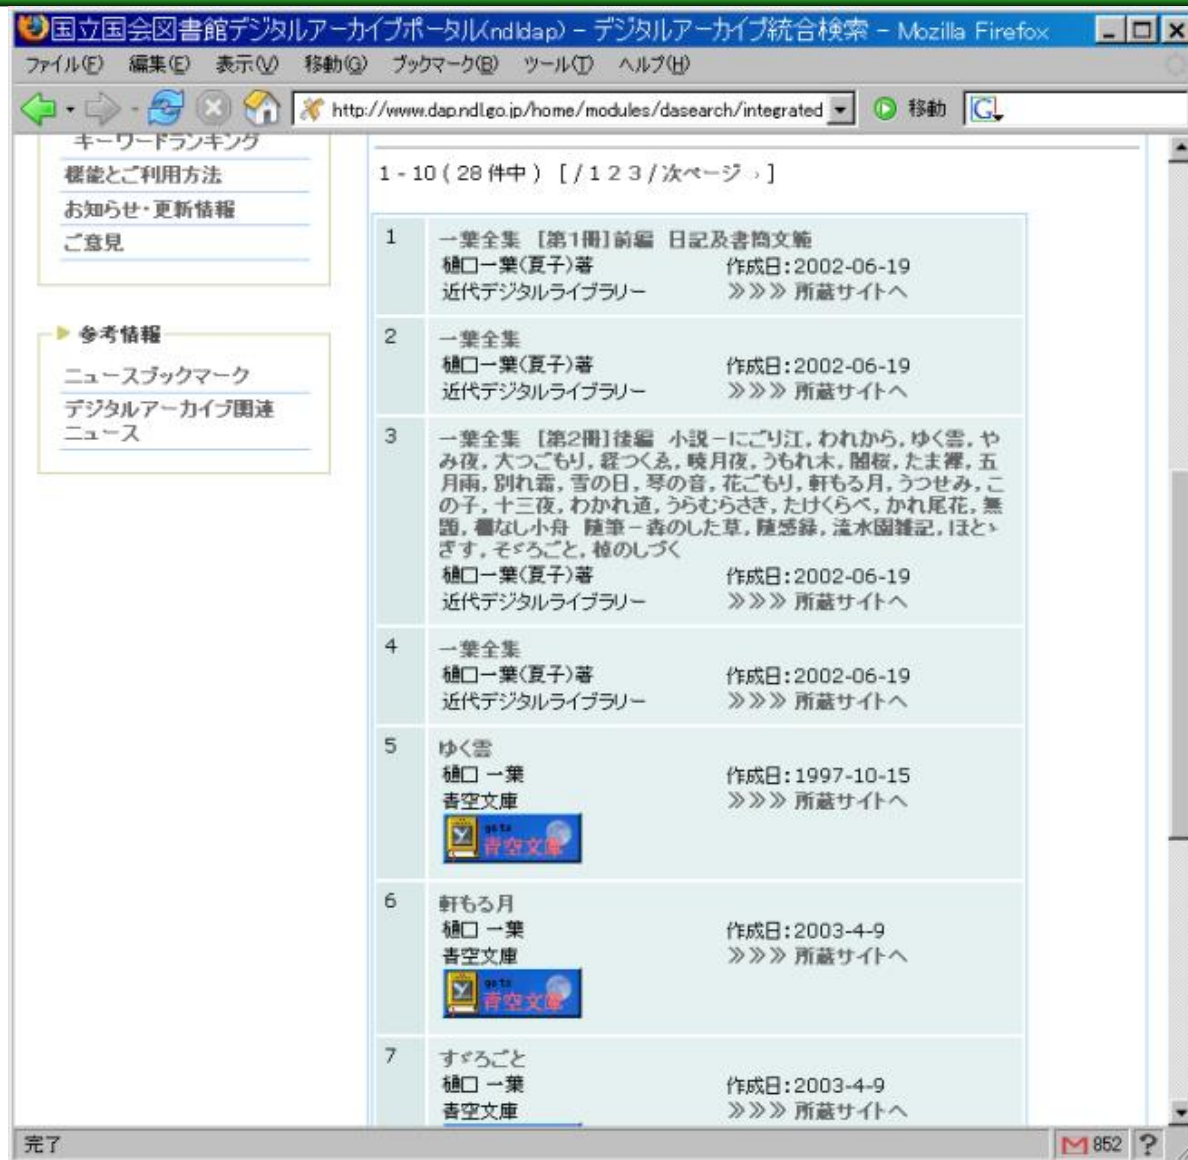 国立国会図書館デジタルアーカイブポータル(ndldap) - デジタルアーカイブ統合検索 - Mozilla Firefox
ファイル(F) 編集(E) 表示(V) 移動(G) ブックマーク(B) ツール(T) ヘルプ(H)
http://www.dap.ndl.go.jp/home/modules/dasearch/integrated 移動 G
キーワードランキング
機能とご利用方法
お知らせ・更新情報
ご意見
参考情報
ニュースブックマーク
デジタルアーカイブ関連
ニュース
1 - 10 ( 28 件中 ) [ / 1 2 3 / 次ページ › ]
1 一葉全集 [第1冊]前編 日記及書簡文範
樋口一葉(夏子)著 作成日:2002-06-19
近代デジタルライブラリー ≫≫≫ 所蔵サイトへ
2 一葉全集
樋口一葉(夏子)著 作成日:2002-06-19
近代デジタルライブラリー ≫≫≫ 所蔵サイトへ
3 一葉全集 [第2冊]後編 小説-にごり江, われから, ゆく雲, や
み夜, 大つごもり, 経つくゑ, 暁月夜, うもれ木, 闇桜, たま襷, 五
月雨, 別れ霜, 雪の日, 琴の音, 花ごもり, 軒もる月, うつせみ, こ
の子, 十三夜, わかれ道, うらむらさき, たけくらべ, かれ尾花, 無
題, 棚なし小舟 随筆-森のした草, 随感録, 流水園雑記, ほとゝ
ぎす, そゞろごと, 棹のしづく
樋口一葉(夏子)著 作成日:2002-06-19
近代デジタルライブラリー ≫≫≫ 所蔵サイトへ
4 一葉全集
樋口一葉(夏子)著 作成日:2002-06-19
近代デジタルライブラリー ≫≫≫ 所蔵サイトへ
5 ゆく雲
樋口 一葉 作成日:1997-10-15
青空文庫 ≫≫≫ 所蔵サイトへ
go to
青空文庫
6 軒もる月
樋口 一葉 作成日:2003-4-9
青空文庫 ≫≫≫ 所蔵サイトへ
go to
青空文庫
7 すゞろごと
樋口 一葉 作成日:2003-4-9
青空文庫 ≫≫≫ 所蔵サイトへ
完了 852 ?